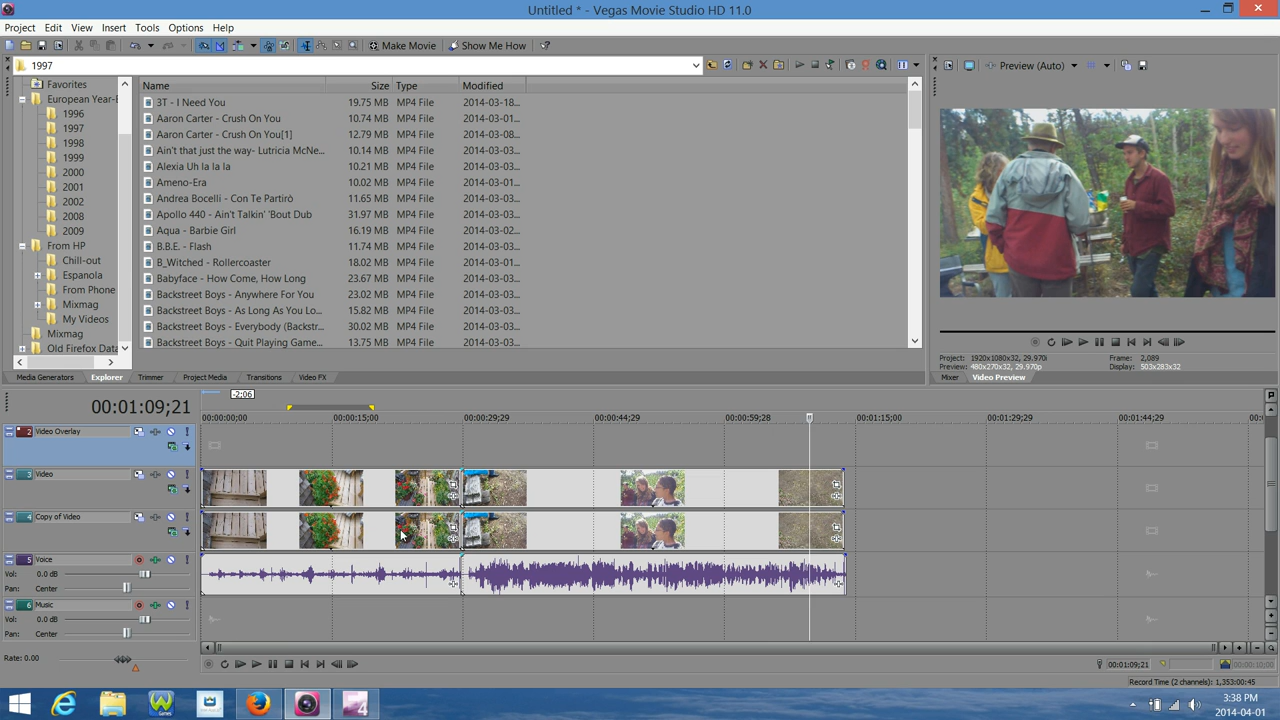 Untitled * - Vegas Movie Studio HD 11.0
Project Edit View Insert Tools Options Help
Make Movie Show Me How
1997
Favorites
European Year-E
1996
1997
1998
1999
2000
2001
2002
2008
2009
From HP
Chill-out
Espanola
From Phone
Mixmag
My Videos
Mixmag
Old Firefox Data
Name Size Type Modified
3T - I Need You 19.75 MB MP4 File 2014-03-18...
Aaron Carter - Crush On You 10.74 MB MP4 File 2014-03-01...
Aaron Carter - Crush On You[1] 12.79 MB MP4 File 2014-03-08...
Ain't that just the way- Lutricia McNe... 10.14 MB MP4 File 2014-03-03...
Alexia Uh la la la 10.21 MB MP4 File 2014-03-03...
Ameno-Era 10.02 MB MP4 File 2014-03-01...
Andrea Bocelli - Con Te Partirò 11.65 MB MP4 File 2014-03-03...
Apollo 440 - Ain't Talkin' 'Bout Dub 31.97 MB MP4 File 2014-03-03...
Aqua - Barbie Girl 16.19 MB MP4 File 2014-03-02...
B.B.E. - Flash 11.74 MB MP4 File 2014-03-03...
B_Witched - Rollercoaster 18.02 MB MP4 File 2014-03-03...
Babyface - How Come, How Long 23.67 MB MP4 File 2014-03-03...
Backstreet Boys - Anywhere For You 23.02 MB MP4 File 2014-03-03...
Backstreet Boys - As Long As You Lo... 15.82 MB MP4 File 2014-03-03...
Backstreet Boys - Everybody (Backstr... 30.02 MB MP4 File 2014-03-03...
Backstreet Boys - Quit Playing Game... 13.75 MB MP4 File 2014-03-03...
Preview (Auto)
Project: 1920x1080x32, 29.970i Frame: 2,089
Preview: 480x270x32, 29.970p Display: 503x283x32
Media Generators Explorer Trimmer Project Media Transitions Video FX
Mixer Video Preview
-2:06
00:01:09;21
00:00:00;00 00:00:15;00 00:00:29;29 00:00:44;29 00:00:59;28 00:01:15;00 00:01:29;29 00:01:44;29 00:0
2 Video Overlay
3 Video
4 Copy of Video
5 Voice
Vol: 0.0 dB
Pan: Center
6 Music
Vol: 0.0 dB
Pan: Center
Rate: 0.00
00:01:09;21 00:00:10;00
Record Time (2 channels): 1,353:00:45
3:38 PM
2014-04-01